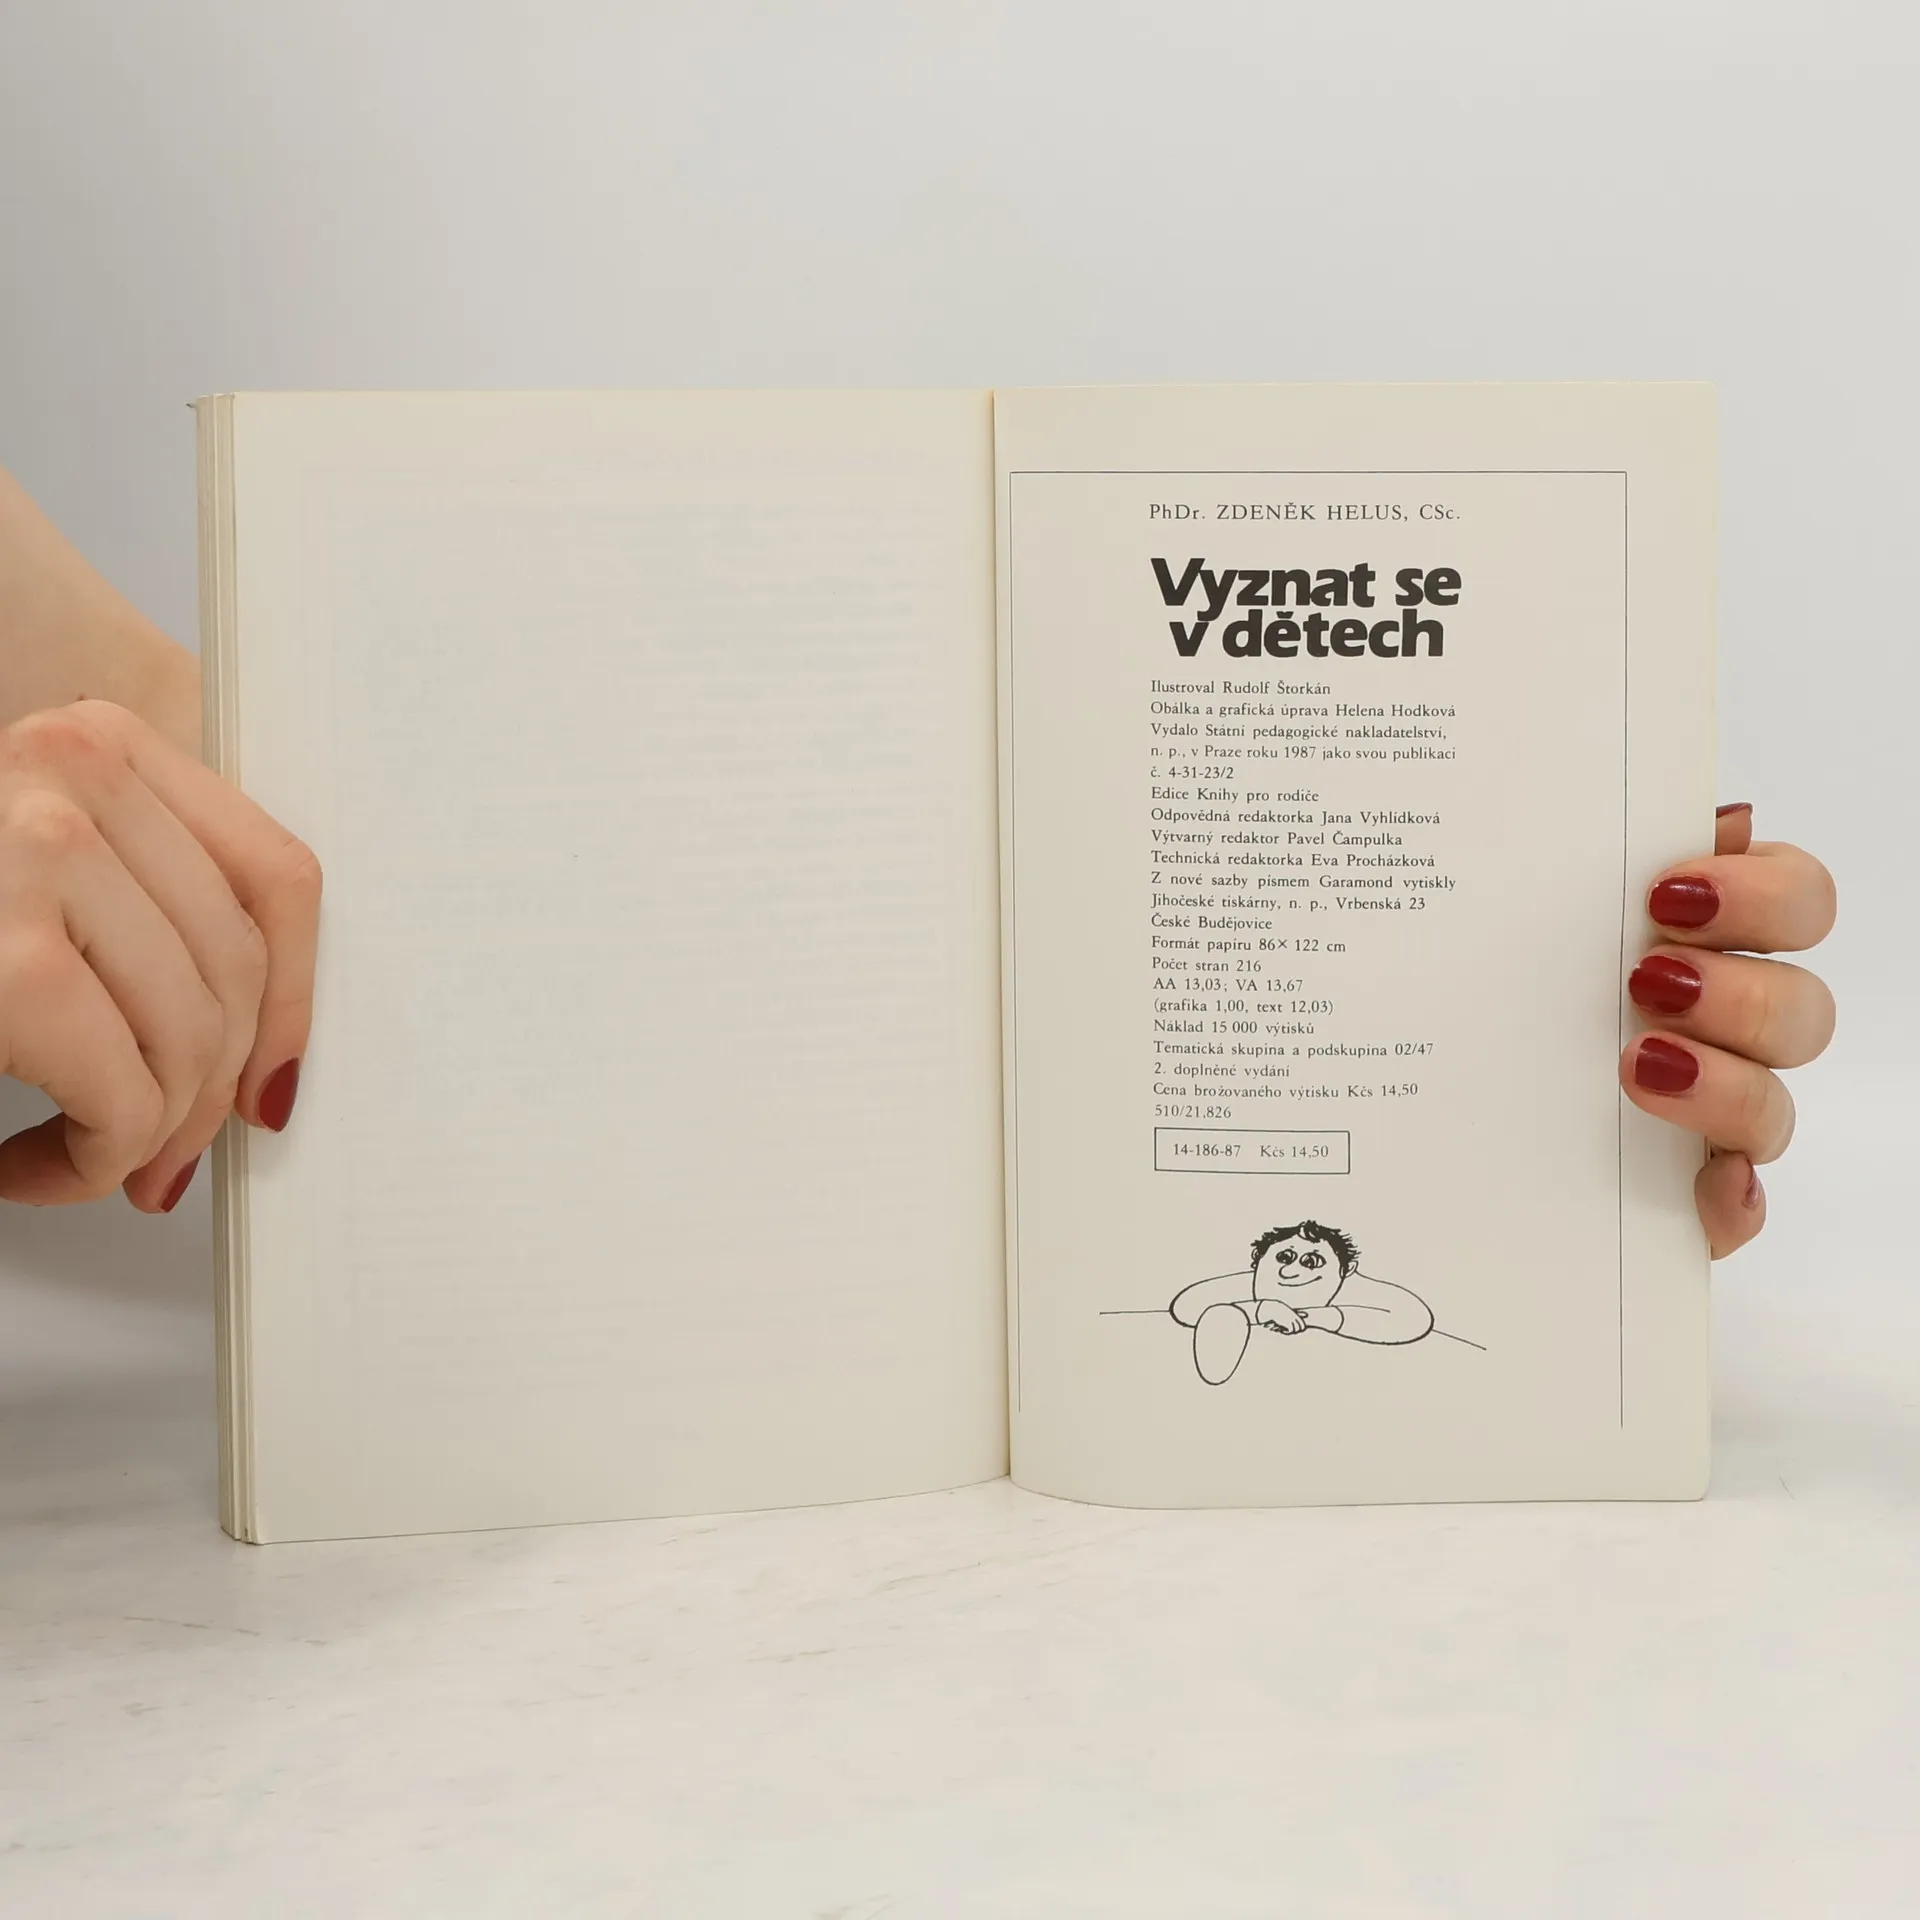 PhDr. ZDENĚK HELUS, CSc.
Vyznat se
v dětech
Ilustroval Rudolf Štorkán
Obálka a grafická úprava Helena Hodková
Vydalo Státní pedagogické nakladatelství,
n. p., v Praze roku 1987 jako svou publikaci
č. 4-31-23/2
Edice Knihy pro rodiče
Odpovědná redaktorka Jana Vyhlídková
Výtvarný redaktor Pavel Čampulka
Technická redaktorka Eva Procházková
Z nové sazby písmem Garamond vytiskly
Jihočeské tiskárny, n. p., Vrbenská 23
České Budějovice
Formát papíru 86× 122 cm
Počet stran 216
AA 13,03; VA 13,67
(grafika 1,00, text 12,03)
Náklad 15 000 výtisků
Tematická skupina a podskupina 02/47
2. doplněné vydání
Cena brožovaného výtisku Kčs 14,50
510/21,826
14-186-87 Kčs 14,50